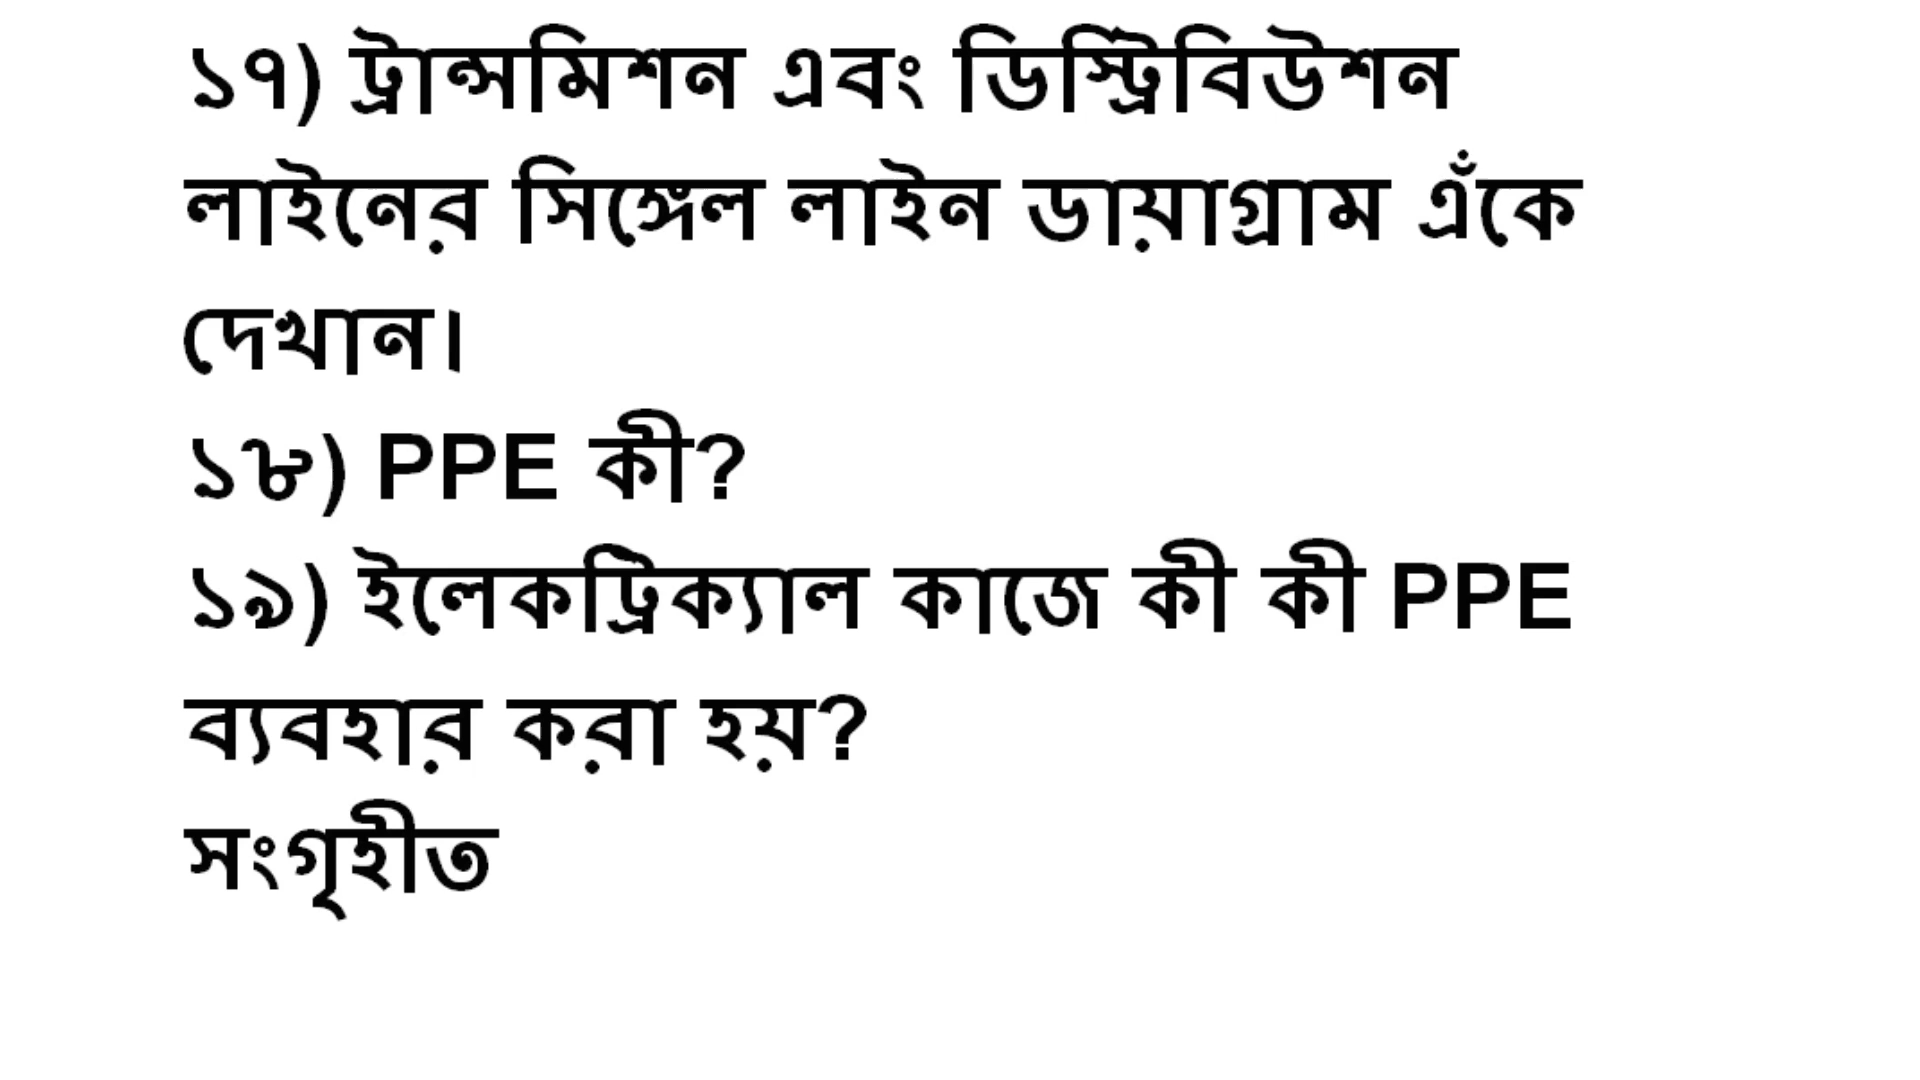 ১৭) ট্রান্সমিশন এবং ডিস্ট্রিবিউশন
লাইনের সিঙ্গেল লাইন ডায়াগ্রাম এঁকে
দেখান।
১৮) PPE কী?
১৯) ইলেকট্রিক্যাল কাজে কী কী PPE
ব্যবহার করা হয়?
সংগৃহীত